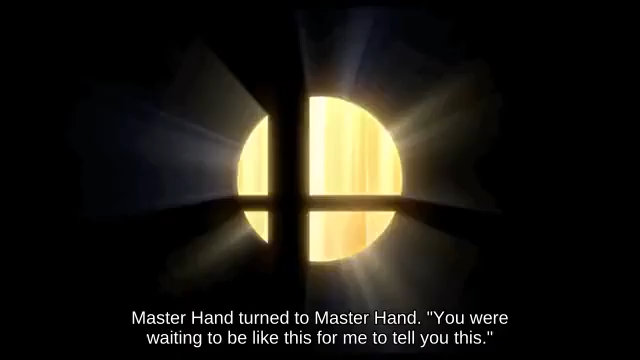 Master Hand turned to Master Hand. "You were
waiting to be like this for me to tell you this."